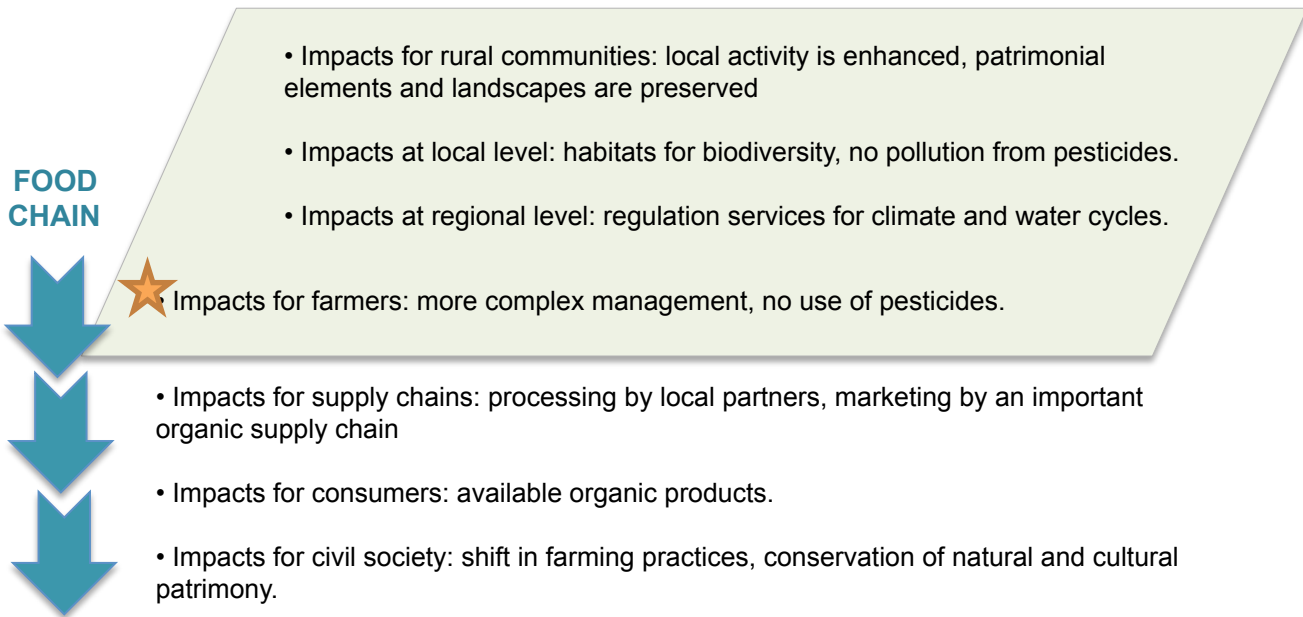 • Impacts for rural communities: local activity is enhanced, patrimonial
elements and landscapes are preserved
• Impacts at local level: habitats for biodiversity, no pollution from pesticides.
FOOD
CHAIN
• Impacts at regional level: regulation services for climate and water cycles.
• Impacts for farmers: more complex management, no use of pesticides.
• Impacts for supply chains: processing by local partners, marketing by an important
organic supply chain
• Impacts for consumers: available organic products.
• Impacts for civil society: shift in farming practices, conservation of natural and cultural
patrimony.